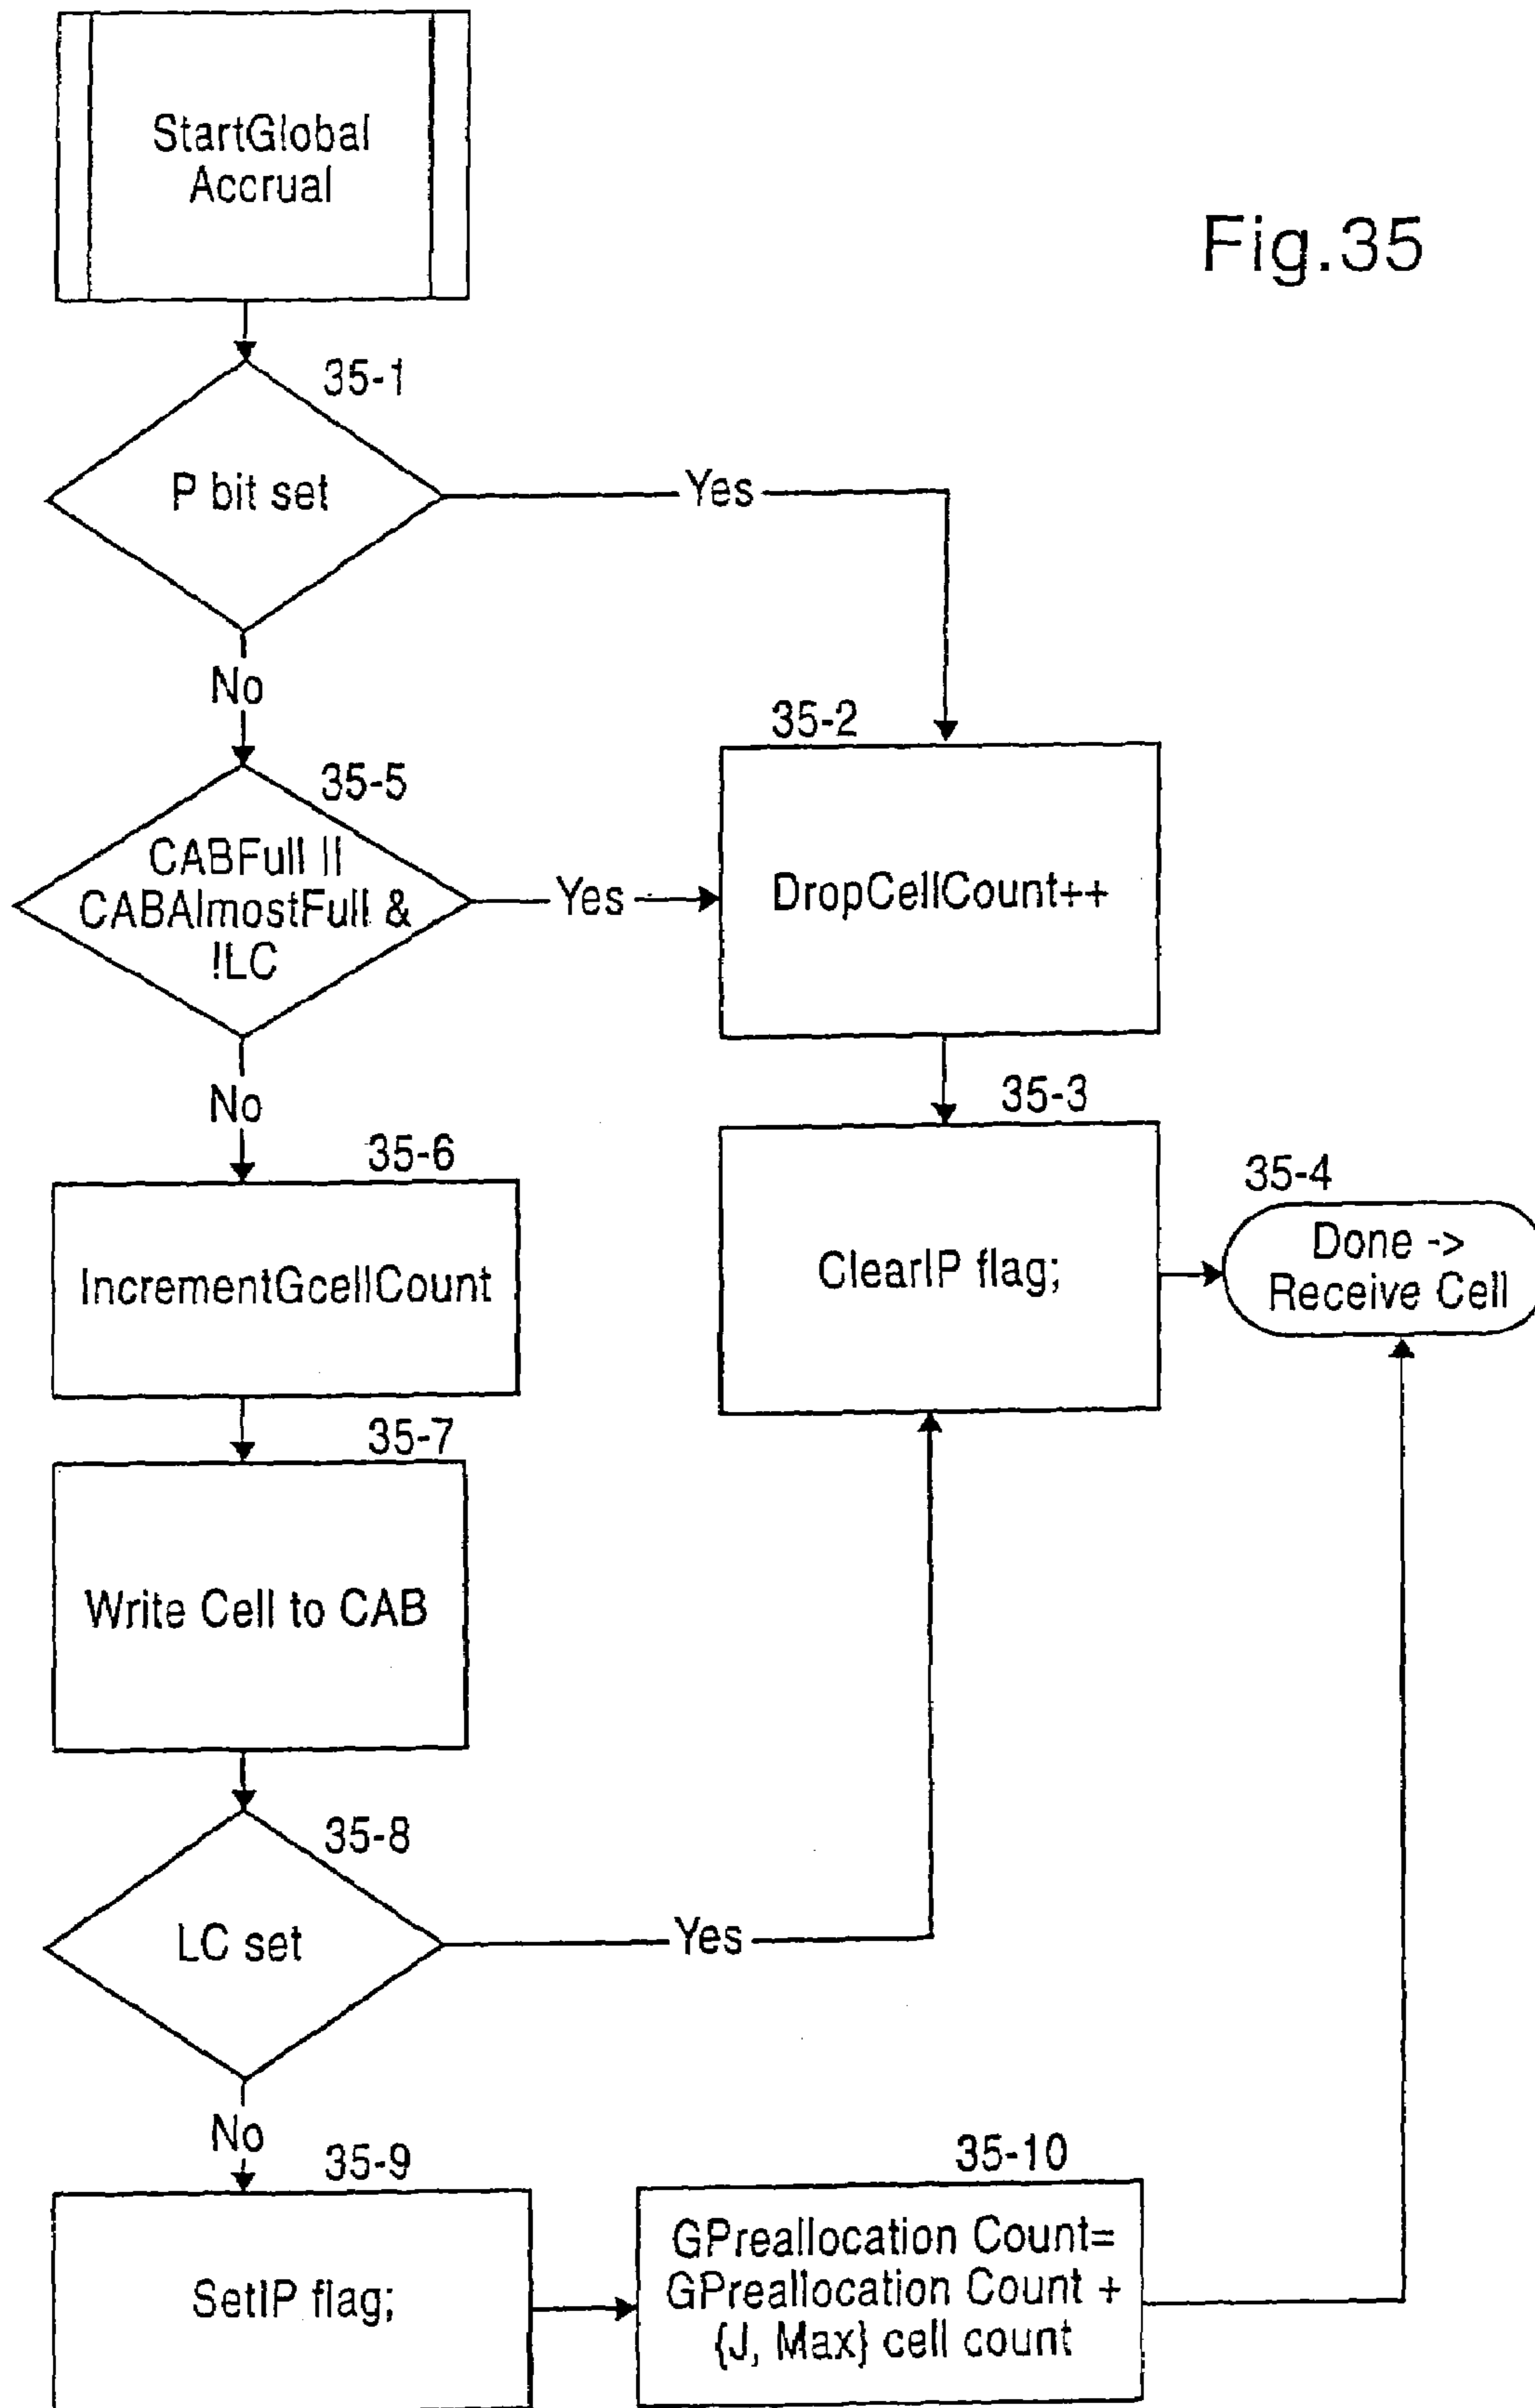 StartGlobal
Accrual
Fig.35
35-1
P bit set
Yes
No
35-2
35-5
CABFull ||
CABAlmostFull &
!LC
Yes
DropCellCount++
No
35-3
35-6
35-4
IncrementGcellCount
ClearIP flag;
Done ->
Receive Cell
35-7
Write Cell to CAB
35-8
LC set
Yes
No
35-9
35-10
SetIP flag;
GPreallocation Count=
GPreallocation Count +
{J, Max} cell count